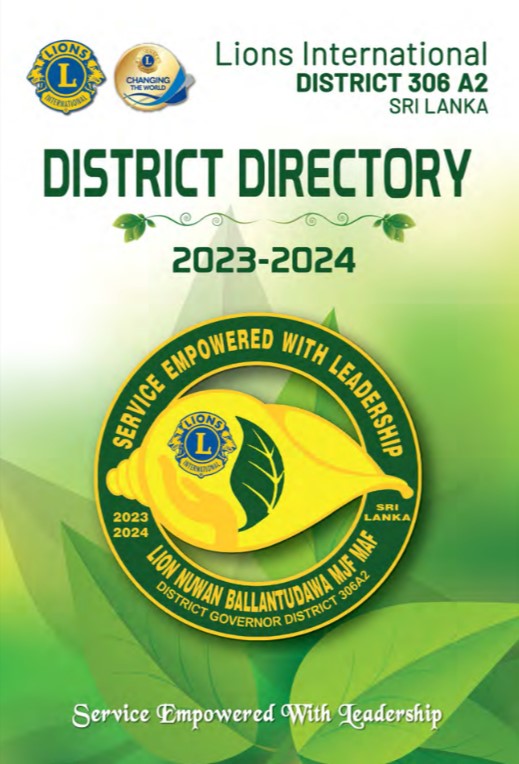 LIONS
L
INTERNATIONAL
L
CHANGING
THE WORLD
Lions International
DISTRICT 306 A2
SRI LANKA
DISTRICT DIRECTORY
2023-2024
SERVICE EMPOWERED WITH LEADERSHIP
LIONS
L
INTERNATIONAL
2023
2024
SRI
LANKA
LION NUWAN BALLANTUDAWA MJF MAF
DISTRICT GOVERNOR DISTRICT 306A2
Service Empowered With Leadership